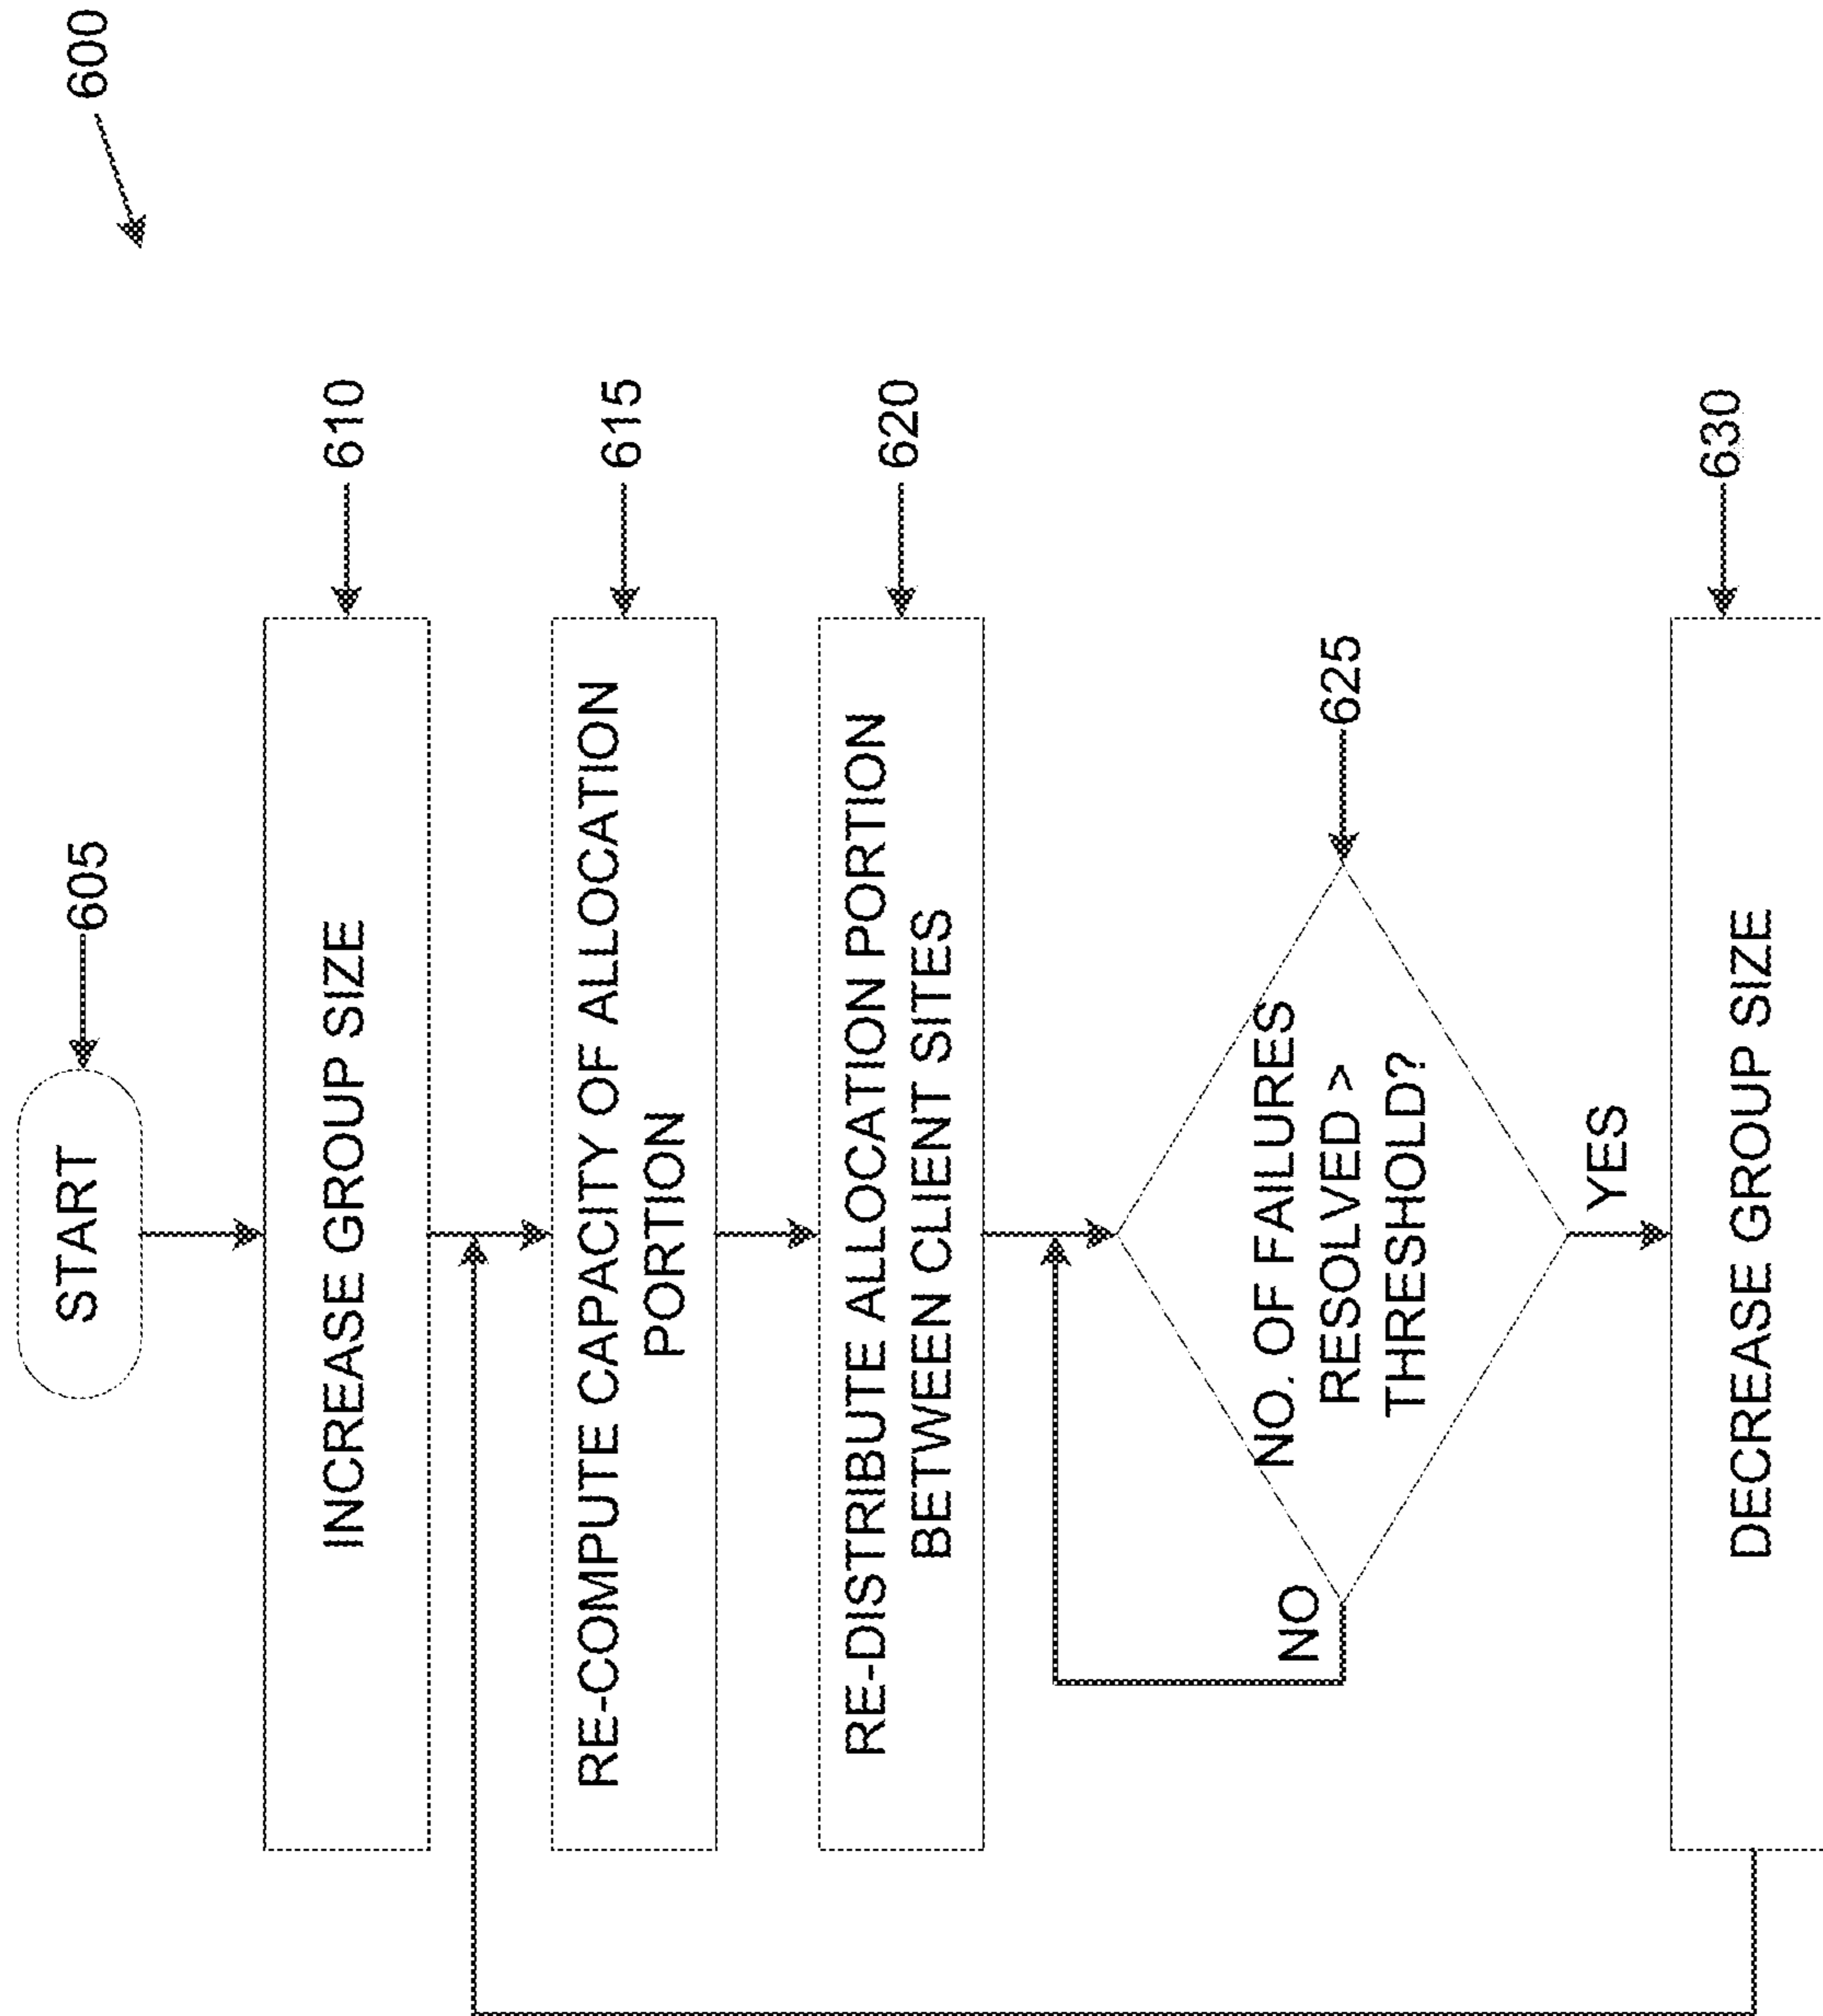 600
START
605
INCREASE GROUP SIZE
610
RE-COMPUTE CAPACITY OF ALLOCATION
PORTION
615
RE-DISTRIBUTE ALLOCATION PORTION
BETWEEN CLIENT SITES
620
NO. OF FAILURES
RESOLVED >
THRESHOLD?
625
NO
YES
DECREASE GROUP SIZE
630